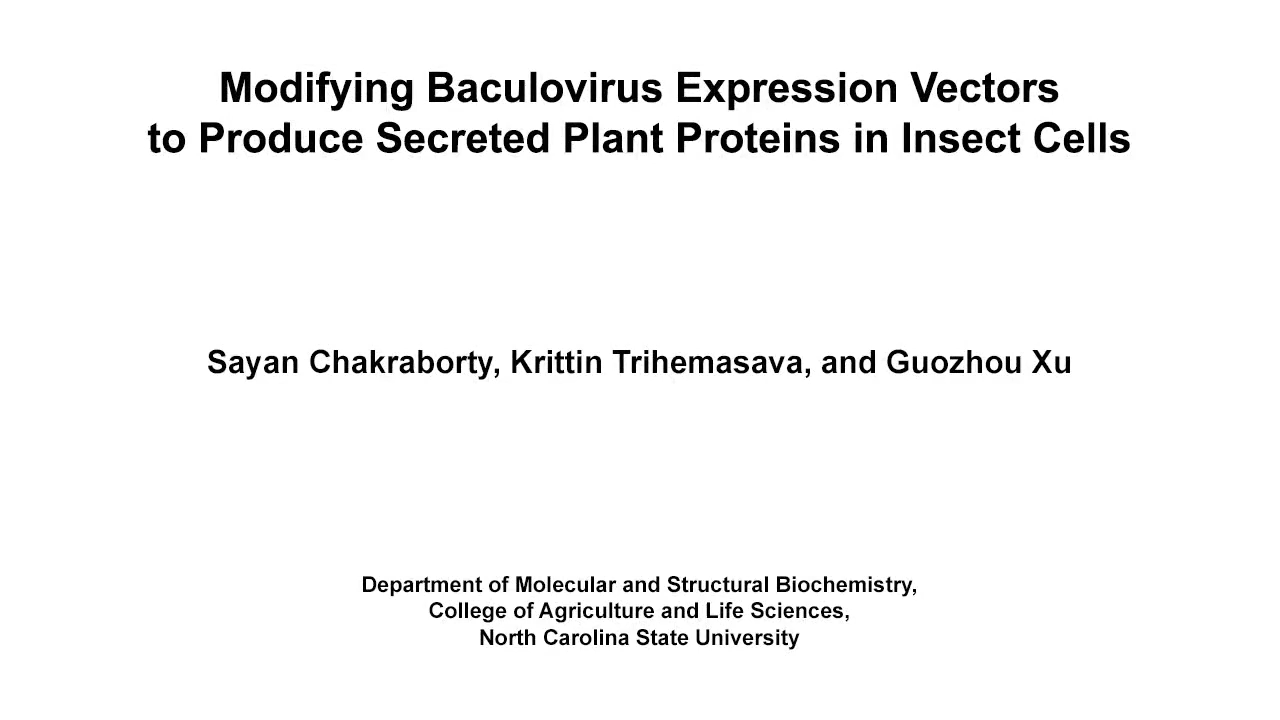 Modifying Baculovirus Expression Vectors
to Produce Secreted Plant Proteins in Insect Cells
Sayan Chakraborty, Krittin Trihemasava, and Guozhou Xu
Department of Molecular and Structural Biochemistry,
College of Agriculture and Life Sciences,
North Carolina State University